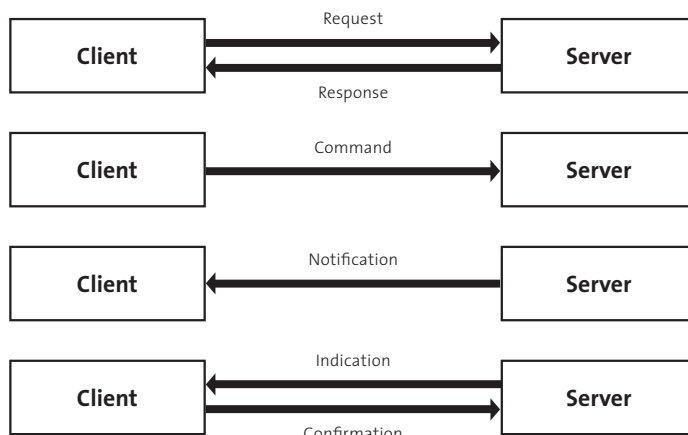 Request
Client
Server
Response
Command
Client
Server
Notification
Client
Server
Indication
Client
Server
Confirmation